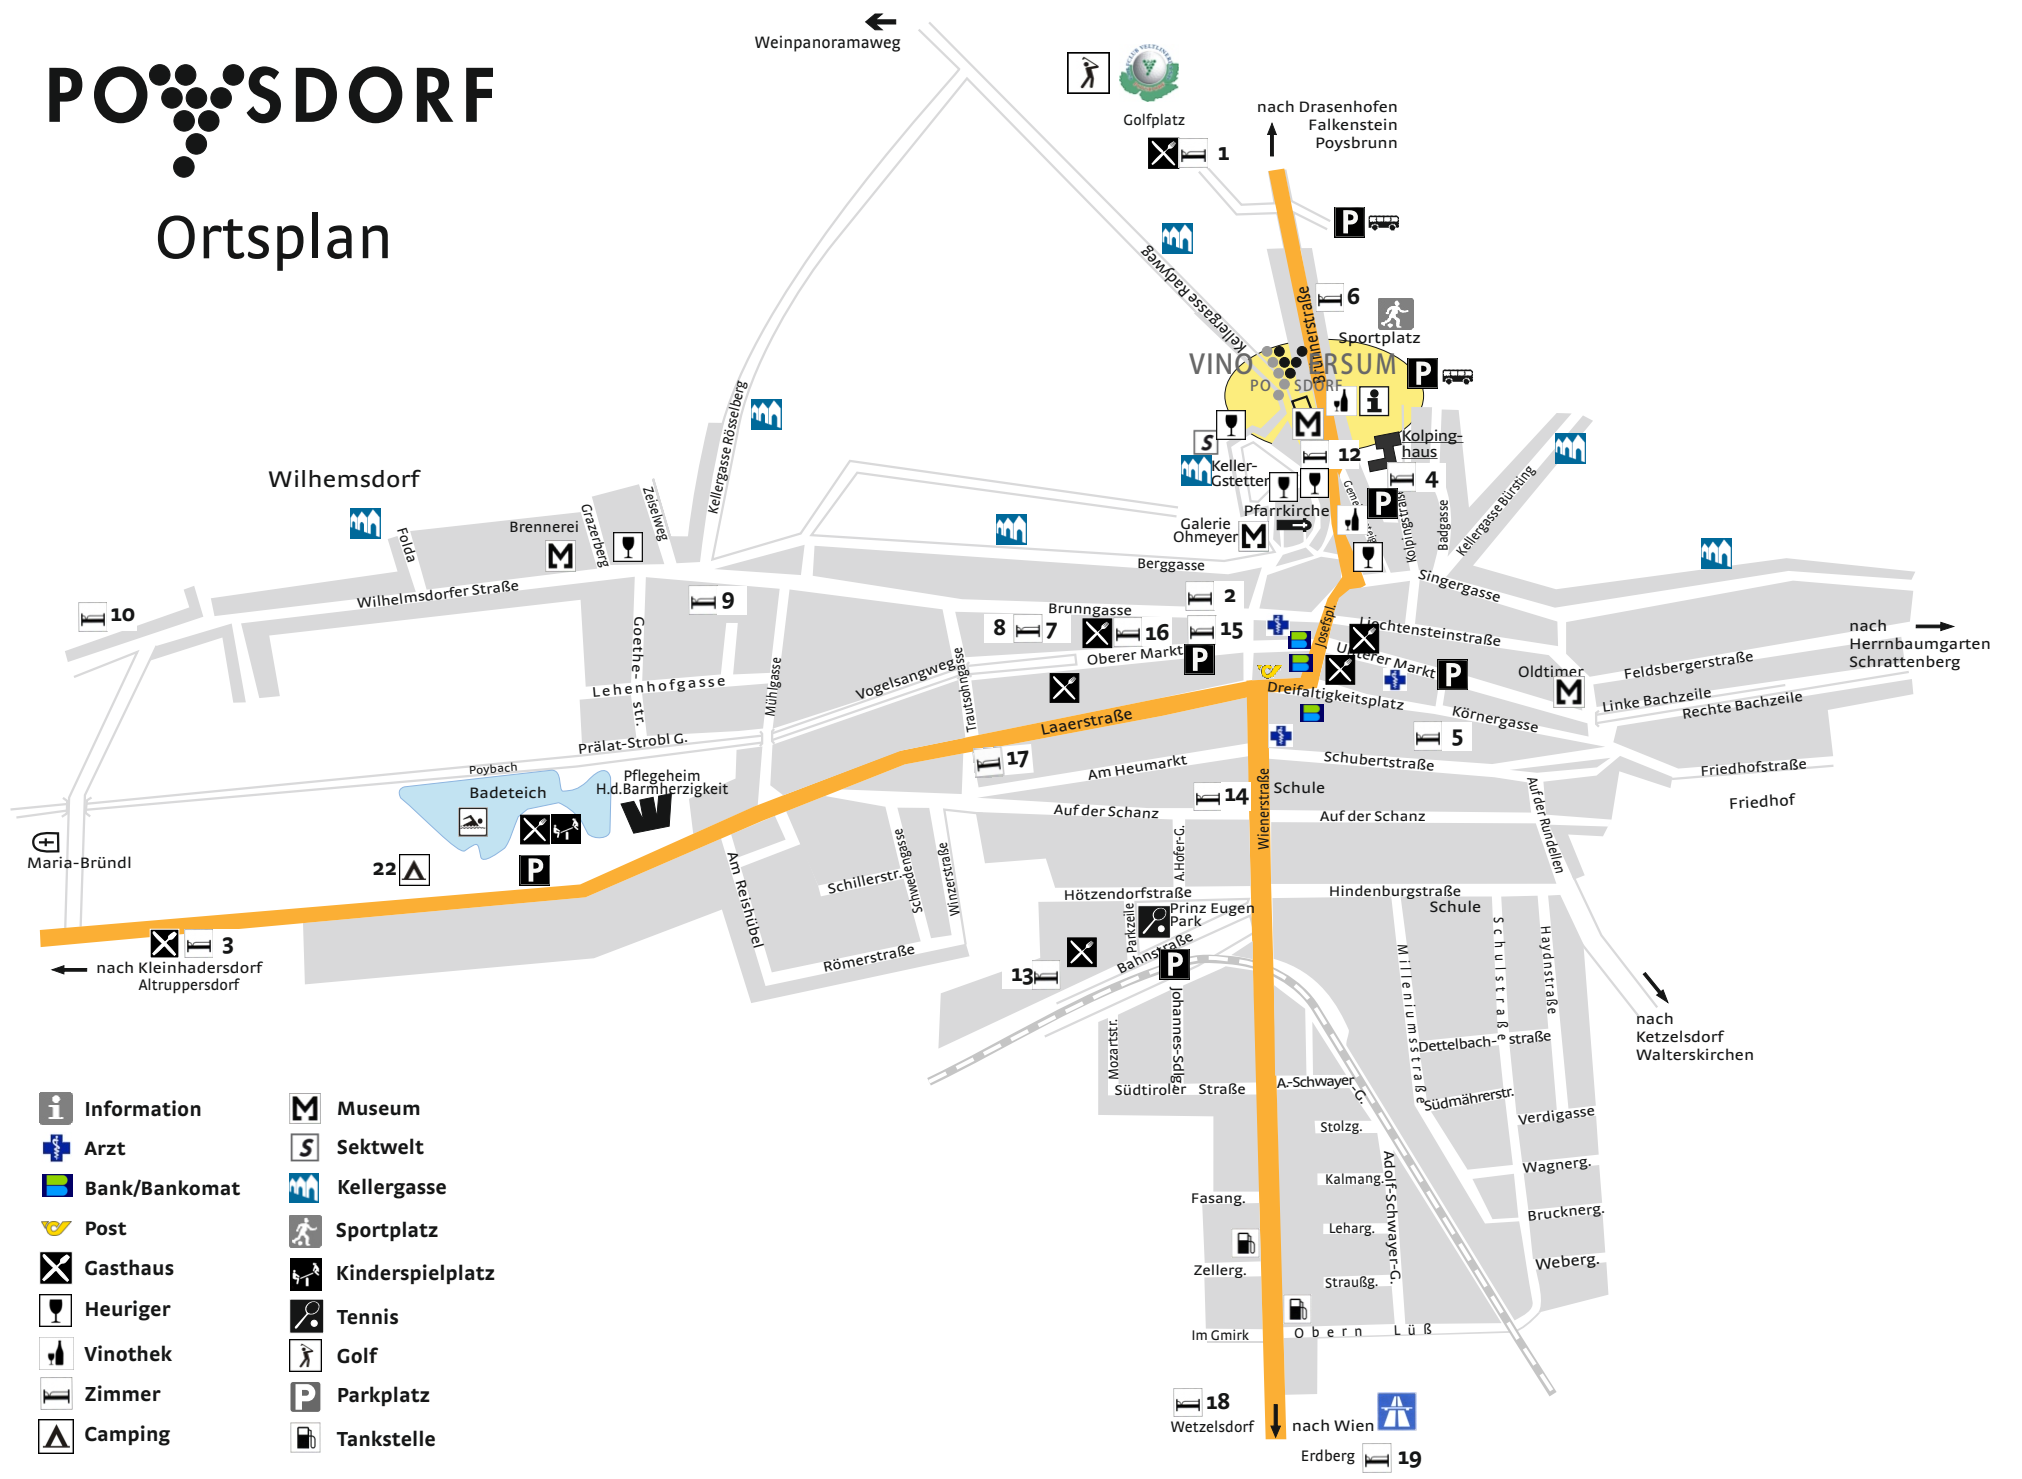 POYSDORF
Ortsplan
Weinpanoramaweg
Golfplatz
1
nach Drasenhofen
Falkenstein
Poysbrunn
P
Kellergasse Radyweg
Brunnerstraße
6
Sportplatz
VINO ERSUM
PO SDORF
P
M
i
S
Keller-
Gstetten
12
Kolping-
haus
4
P
Pfarrkirche
Galerie
Ohmeyer
M
Kolpingstraße
Badgasse
Kellergasse Bürsting
Kellergasse Rösselberg
Wilhemsdorf
Brennerei
M
Folda
Grazerberg
Zeiselweg
Wilhelmsdorfer Straße
10
9
Berggasse
2
Singergasse
Brunngasse
8
7
16
15
Josefspl.
Liechtensteinstraße
Oberer Markt
P
Unterer Markt
P
Oldtimer
M
Feldsbergerstraße
nach
Herrnbaumgarten
Schrattenberg
Linke Bachzeile
Rechte Bachzeile
Goethe-
str.
Lehenhofgasse
Mühlgasse
Vogelsangweg
Trautsohngasse
Dreifaltigkeitsplatz
Körnergasse
5
Laaerstraße
Prälat-Strobl G.
Poybach
17
Am Heumarkt
Schubertstraße
Friedhofstraße
Friedhof
Badeteich
Pflegeheim
H.d.Barmherzigkeit
14
Schule
Wienerstraße
Auf der Schanz
Auf der Schanz
Auf der Rundellen
Maria-Bründl
22
P
Am Reishübel
Schillerstr.
Schwedengasse
Winzerstraße
A.Hofer-G.
Hötzendorfstraße
Hindenburgstraße
Schule
Parkzeile
Prinz Eugen
Park
Römerstraße
Bahnstraße
P
13
3
nach Kleinhadersdorf
Altruppersdorf
Milleniumsstraße
Schulstraße
Haydnstraße
nach
Ketzelsdorf
Walterskirchen
Mozartstr.
Johannes-Sdlg.
Dettelbach-straße
Südtiroler Straße
A.-Schwayer-G.
Südmährerstr.
Verdigasse
Stolzg.
Adolf-Schwayer-G.
Kalmang.
Wagnerg.
Fasang.
Leharg.
Brucknerg.
Zellerg.
Straußg.
Weberg.
Im Gmirk
Obern Lüß
18
Wetzelsdorf
nach Wien
Erdberg
19
i Information
Arzt
B Bank/Bankomat
Post
Gasthaus
Heuriger
Vinothek
Zimmer
Camping
M Museum
S Sektwelt
Kellergasse
Sportplatz
Kinderspielplatz
Tennis
Golf
P Parkplatz
Tankstelle